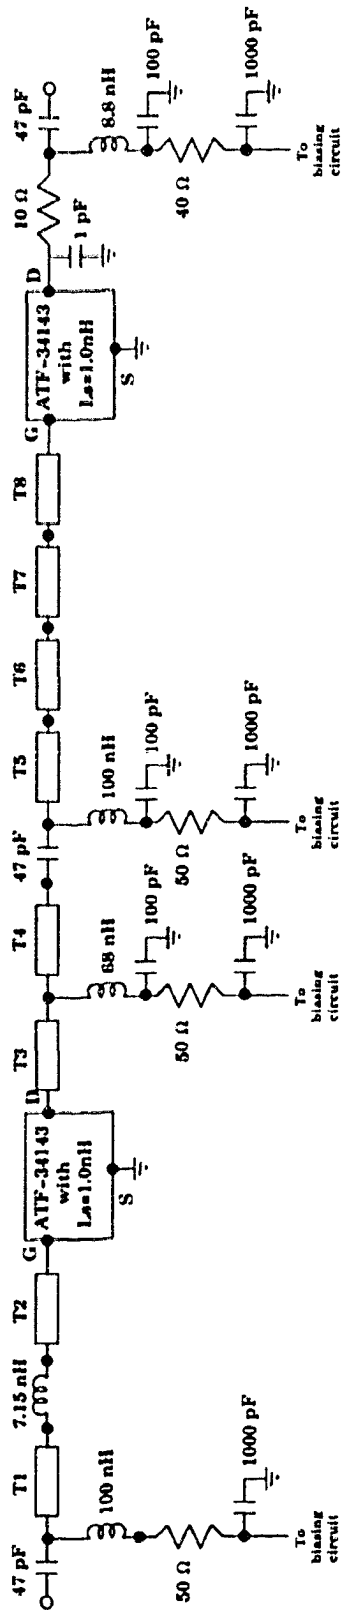 47 pF
T1
7.15 nH
T2
G
ATF-34143
with
Ls=1.0nH
D
S
T3
T4
47 pF
T5
T6
T7
T8
G
ATF-34143
with
Ls=1.0nH
D
S
10 Ω
1 pF
47 pF
100 nH
50 Ω
1000 pF
To
biasing
circuit
68 nH
100 pF
50 Ω
1000 pF
To
biasing
circuit
100 nH
100 pF
50 Ω
1000 pF
To
biasing
circuit
8.8 nH
100 pF
40 Ω
1000 pF
To
biasing
circuit